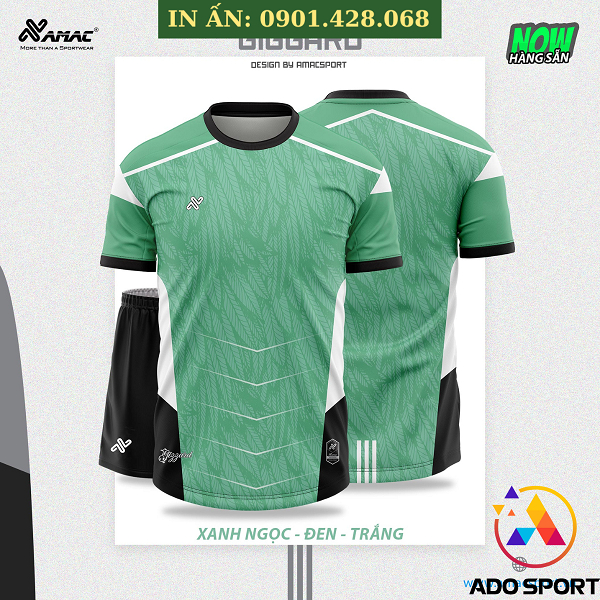 AMAC®
MORE THAN A SPORTWEAR
IN ẤN: 0901.428.068
NOW
HÀNG SẴN
DESIGN BY AMACSPORT
XANH NGỌC - ĐEN - TRẮNG
ADO SPORT